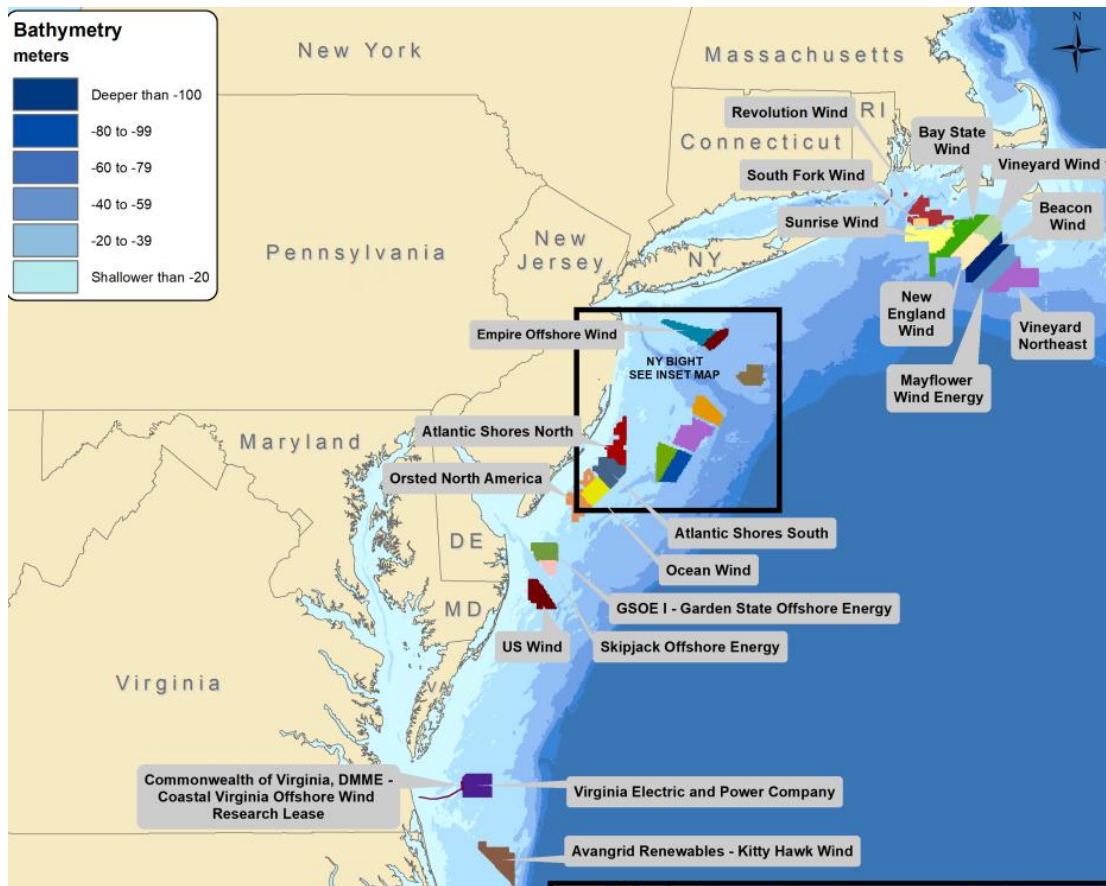 Bathymetry
meters
Deeper than -100
-80 to -99
-60 to -79
-40 to -59
-20 to -39
Shallower than -20
New York
Massachusetts
N
Revolution Wind
RI
Connecticut
Bay State
Wind
Vineyard Wind 1
South Fork Wind
Beacon
Wind
Sunrise Wind
Pennsylvania
New
Jersey
NY
New
England
Wind
Vineyard
Northeast
Mayflower
Wind Energy
Empire Offshore Wind
NY BIGHT
SEE INSET MAP
Maryland
Atlantic Shores North
Orsted North America
Atlantic Shores South
DE
Ocean Wind
GSOE I - Garden State Offshore Energy
MD
US Wind
Skipjack Offshore Energy
Virginia
VA
Commonwealth of Virginia, DMME -
Coastal Virginia Offshore Wind
Research Lease
Virginia Electric and Power Company
Avangrid Renewables - Kitty Hawk Wind